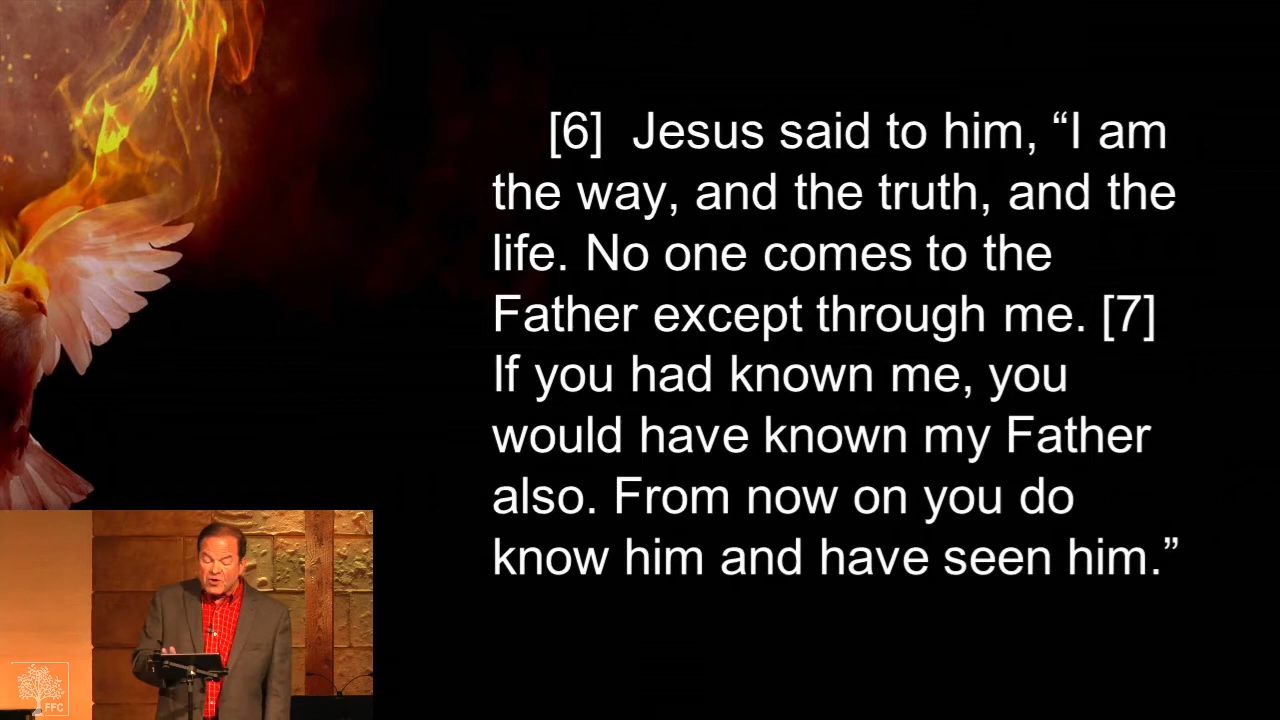 [6]  Jesus said to him, “I am
the way, and the truth, and the
life. No one comes to the
Father except through me. [7]
If you had known me, you
would have known my Father
also. From now on you do
know him and have seen him.”
FFC